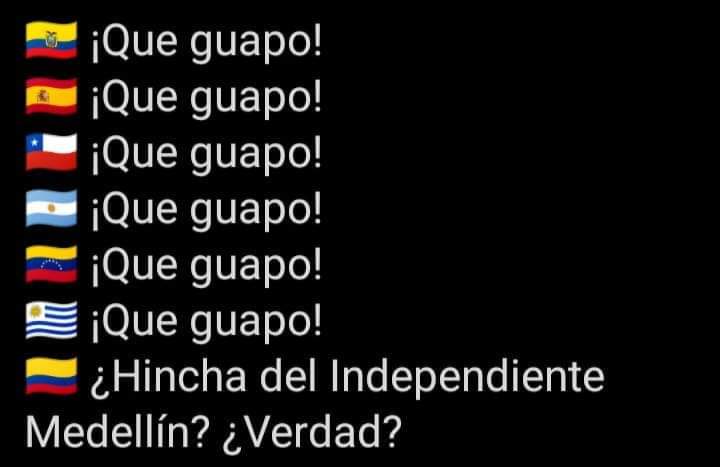 🇪🇨 ¡Que guapo!
🇪🇸 ¡Que guapo!
🇨🇱 ¡Que guapo!
🇦🇷 ¡Que guapo!
🇻🇪 ¡Que guapo!
🇺🇾 ¡Que guapo!
🇨🇴 ¿Hincha del Independiente
Medellín? ¿Verdad?